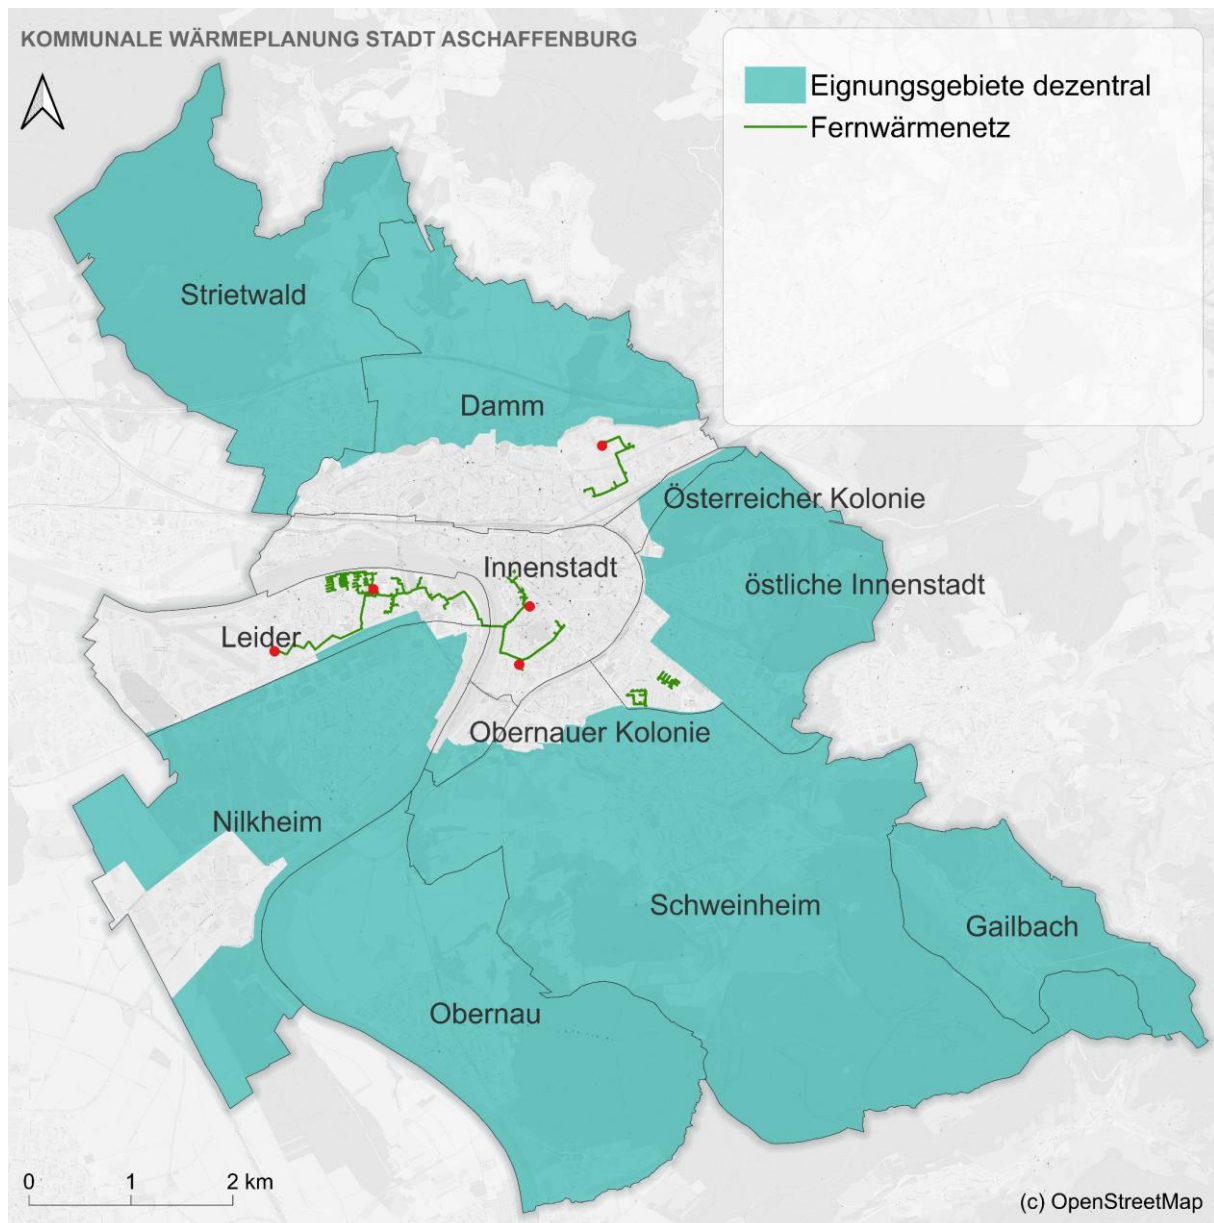 KOMMUNALE WÄRMEPLANUNG STADT ASCHAFFENBURG
Eignungsgebiete dezentral
Fernwärmenetz
Strietwald
Damm
Österreicher Kolonie
Innenstadt
östliche Innenstadt
Leider
Obernauer Kolonie
Nilkheim
Schweinheim
Gailbach
Obernau
0 1 2 km
(c) OpenStreetMap